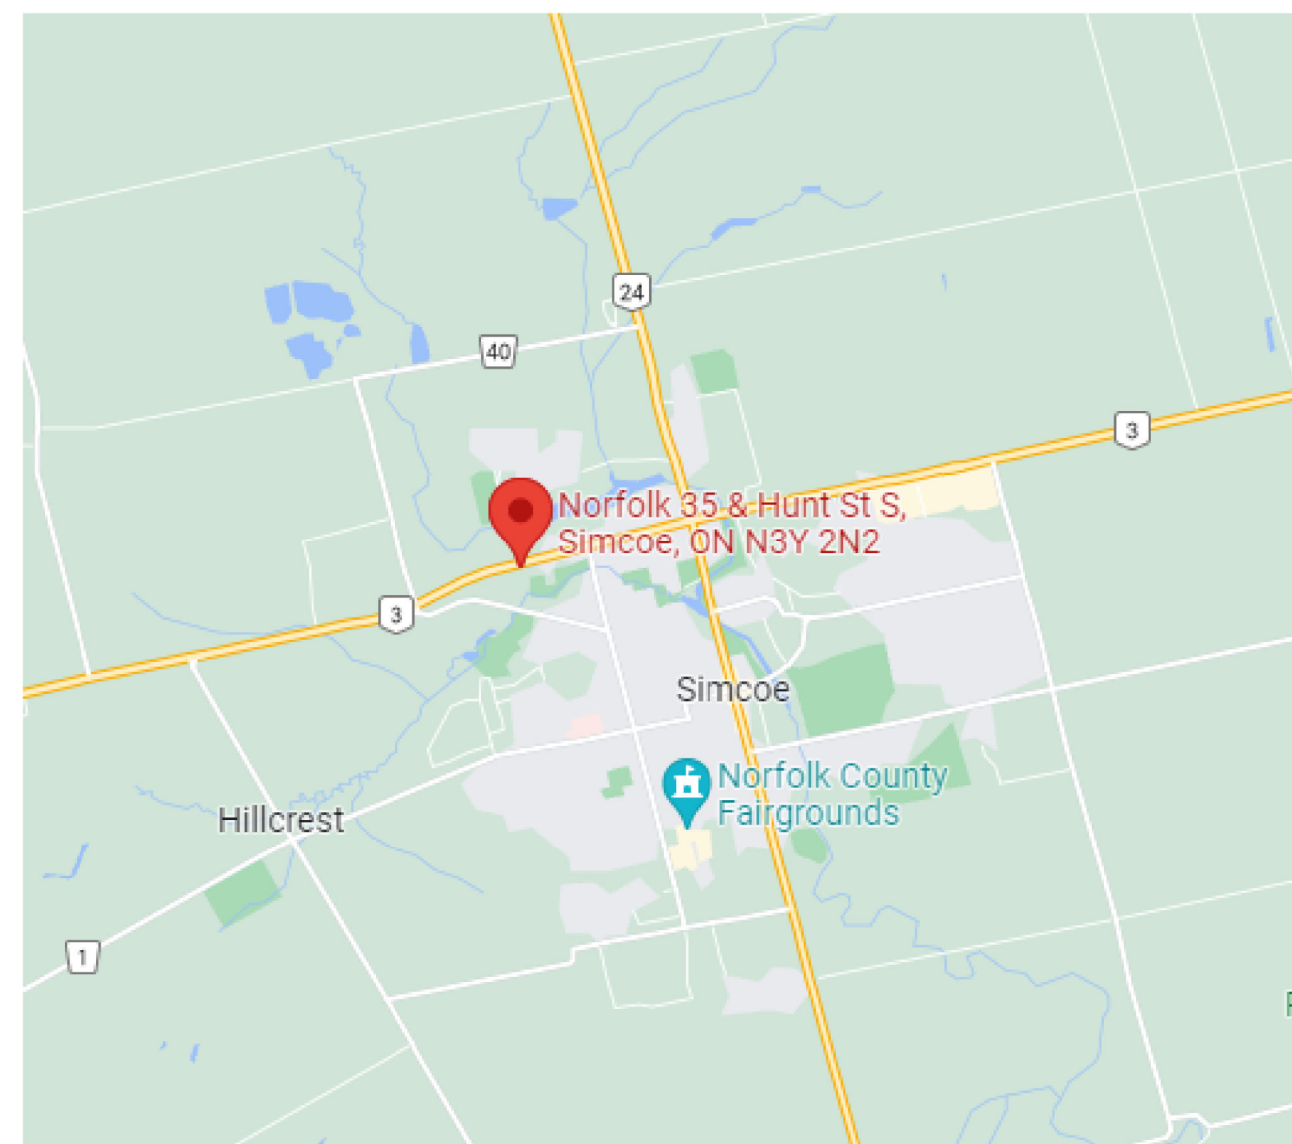 24
40
3
Norfolk 35 & Hunt St S,
Simcoe, ON N3Y 2N2
3
Simcoe
Norfolk County
Fairgrounds
Hillcrest
1